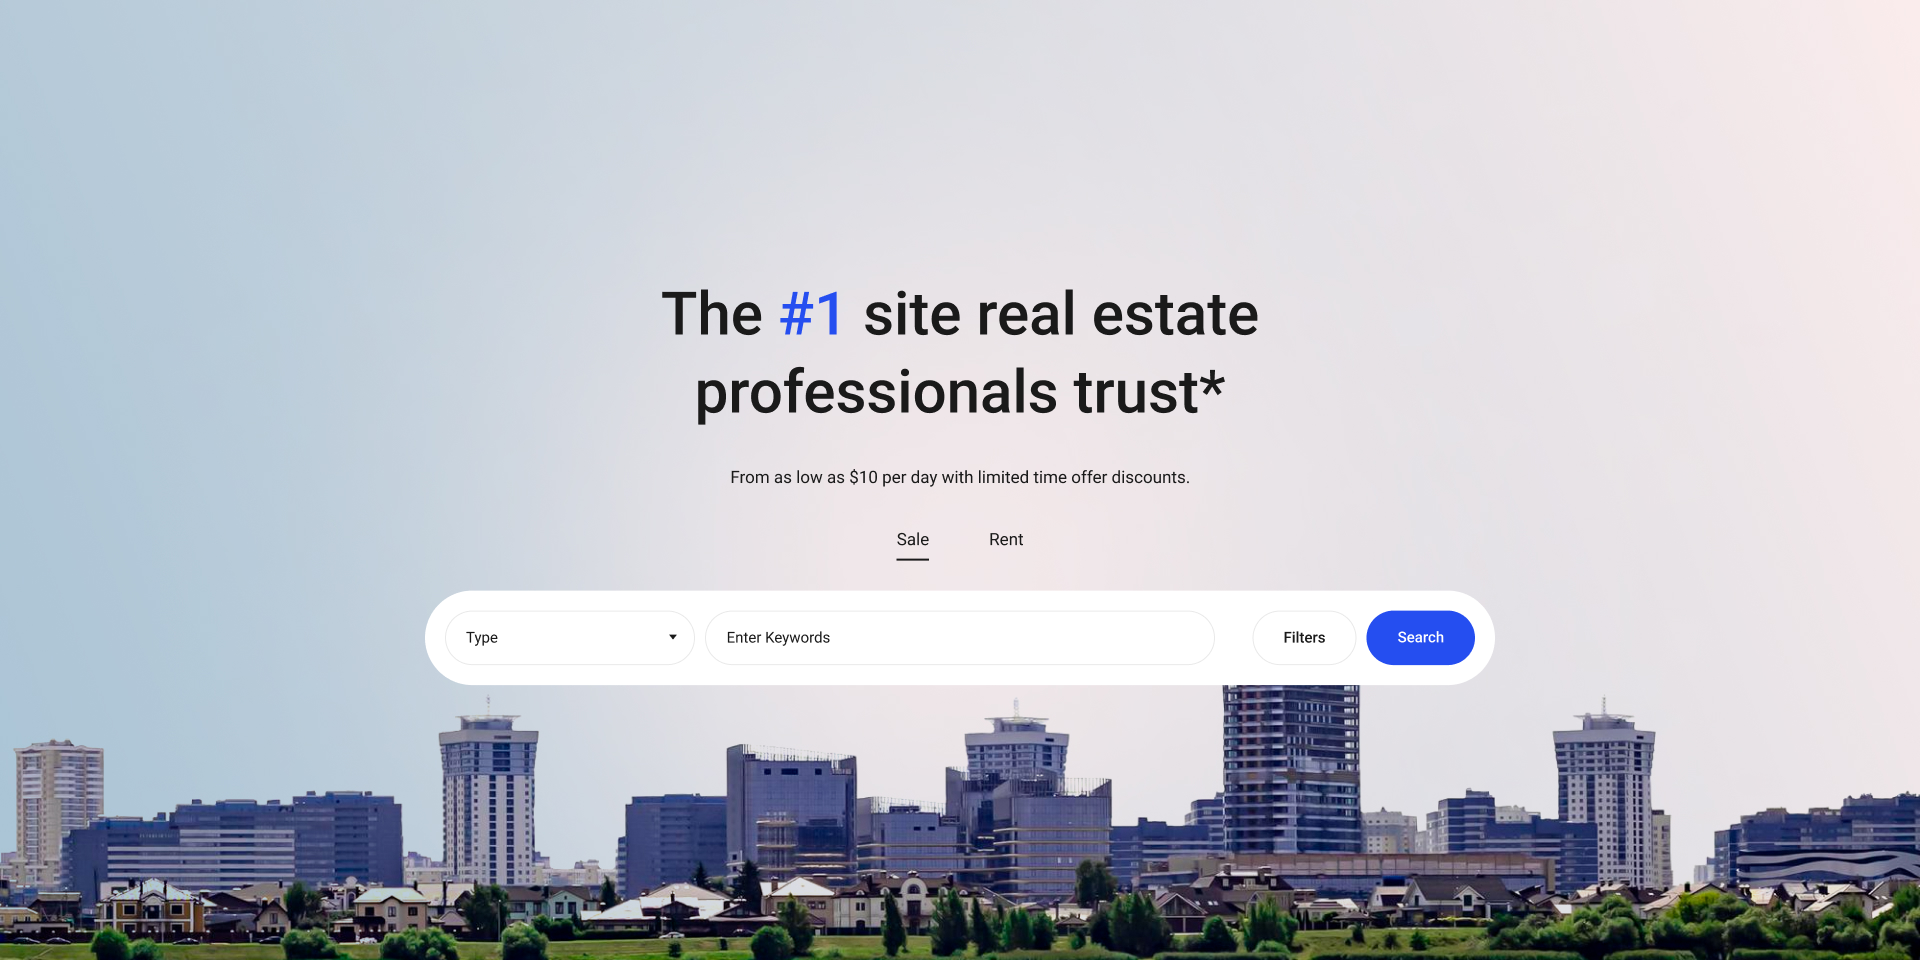 The #1 site real estate
professionals trust*
From as low as $10 per day with limited time offer discounts.
Sale Rent
Type Enter Keywords Filters Search